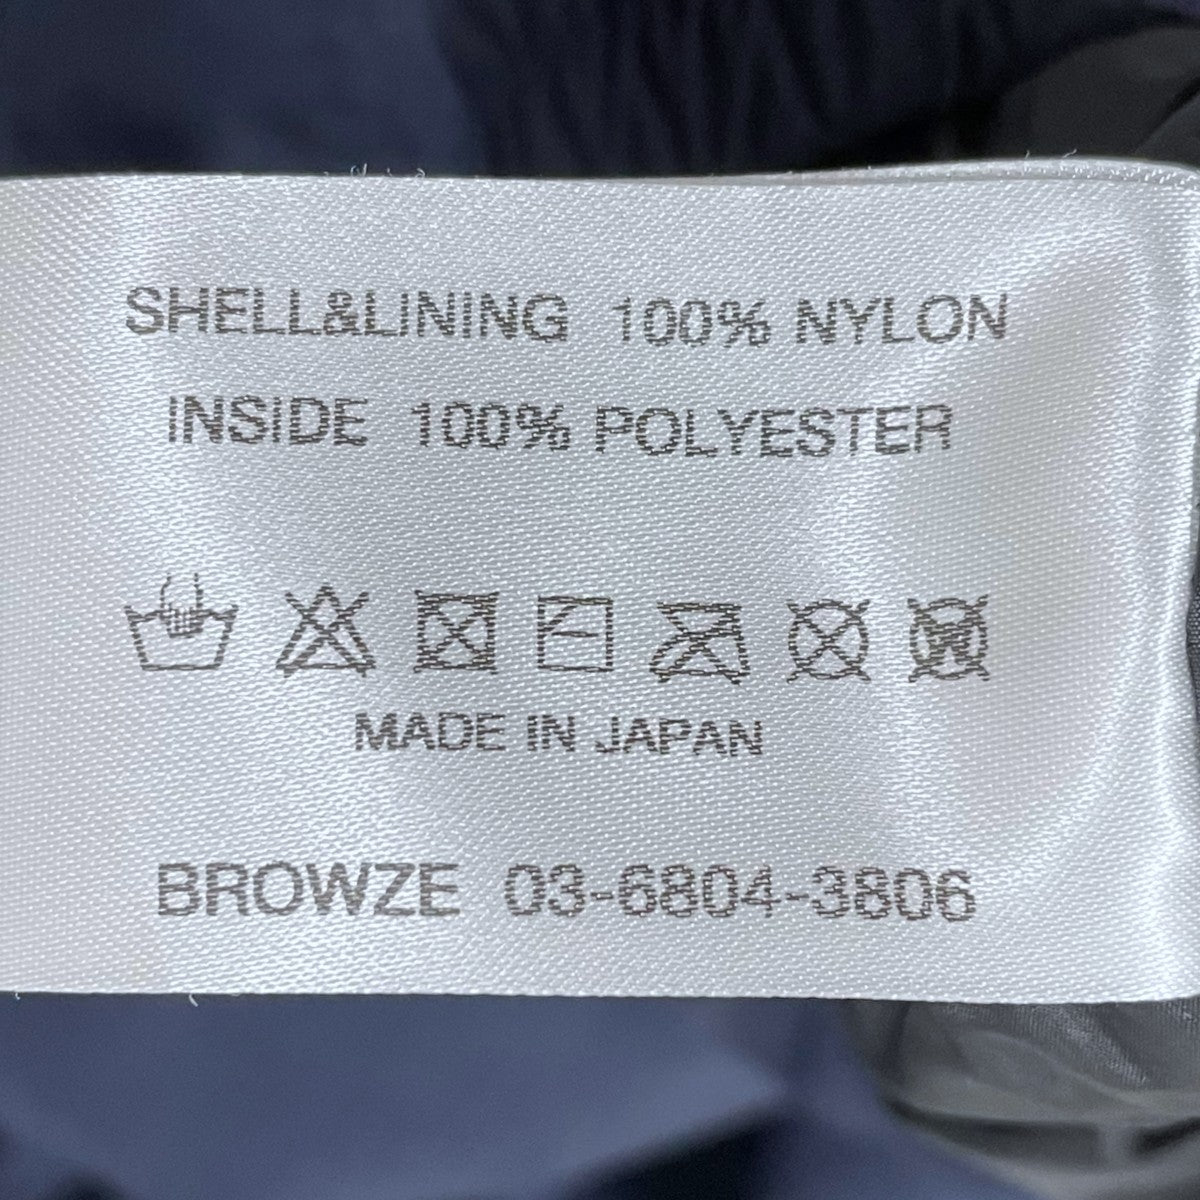 SHELL&LINING 100% NYLON
INSIDE 100% POLYESTER
MADE IN JAPAN
BROWZE 03-6804-3806